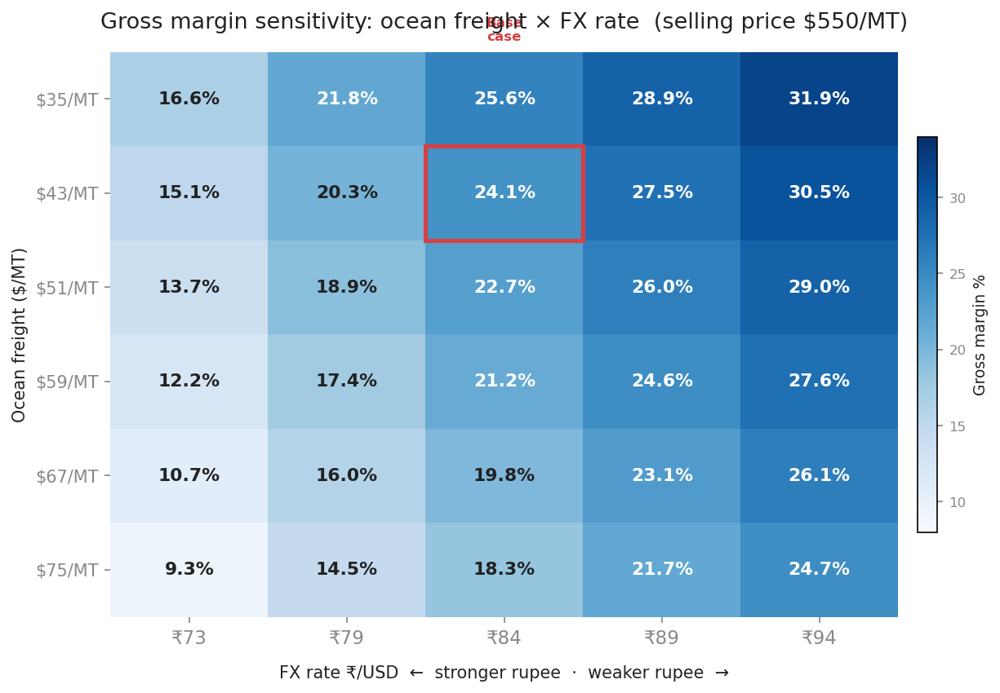 Gross margin sensitivity: ocean freight × FX rate  (selling price $550/MT)
Base
case
$35/MT 16.6% 21.8% 25.6% 28.9% 31.9%
$43/MT 15.1% 20.3% 24.1% 27.5% 30.5%
$51/MT 13.7% 18.9% 22.7% 26.0% 29.0%
$59/MT 12.2% 17.4% 21.2% 24.6% 27.6%
$67/MT 10.7% 16.0% 19.8% 23.1% 26.1%
$75/MT 9.3% 14.5% 18.3% 21.7% 24.7%
₹73 ₹79 ₹84 ₹89 ₹94
FX rate ₹/USD  ←  stronger rupee  ·  weaker rupee  →
Ocean freight ($/MT)
30
25
20
15
10
Gross margin %